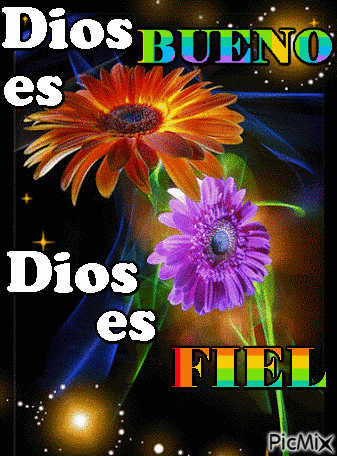 Dios BUENO
es
Dios
es
FIEL
PicMix